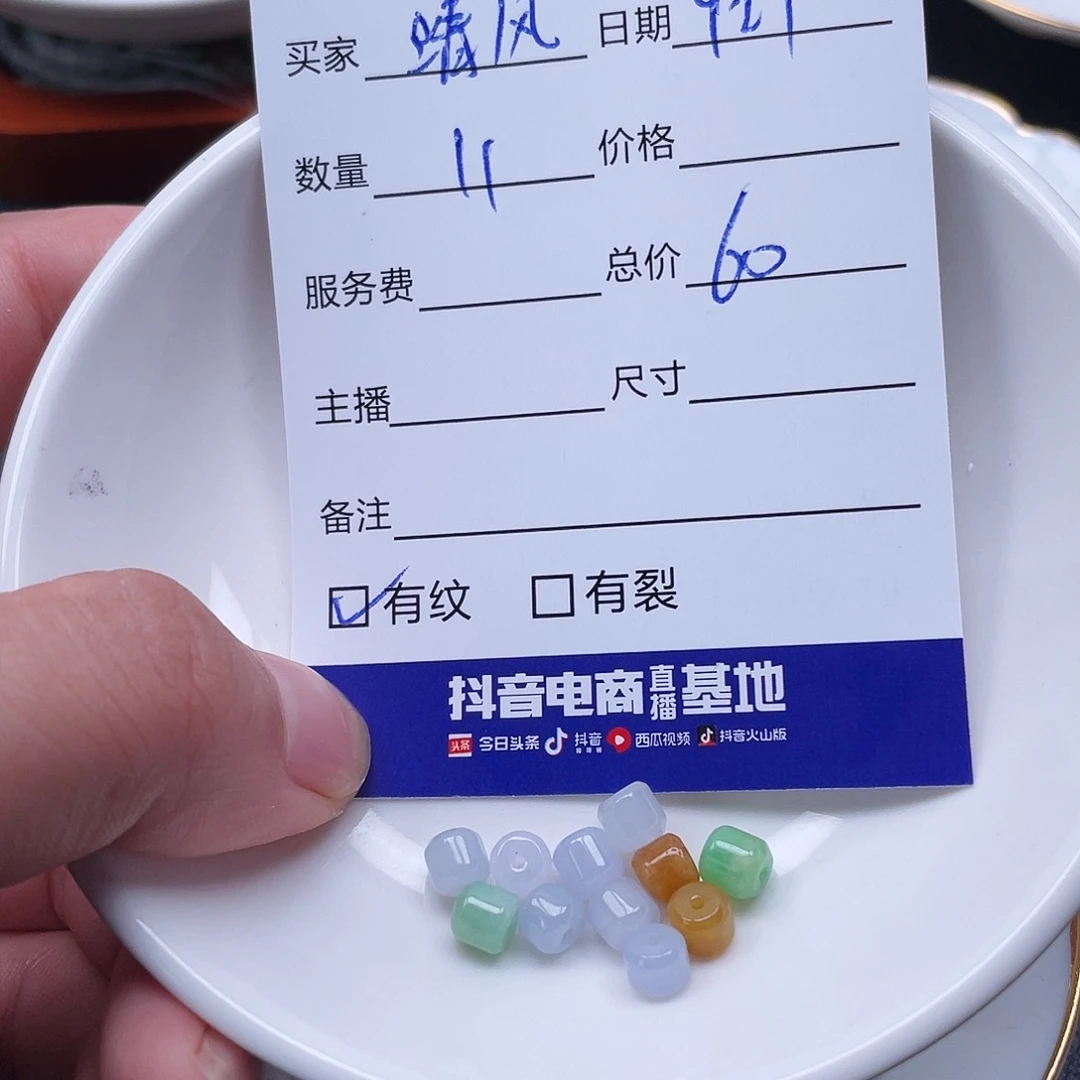 买家 晴风 日期
数量 11 价格
服务费 总价 60
主播 尺寸
备注
有纹 有裂
抖音电商直播基地
头条 今日头条 抖音 西瓜视频 抖音火山版